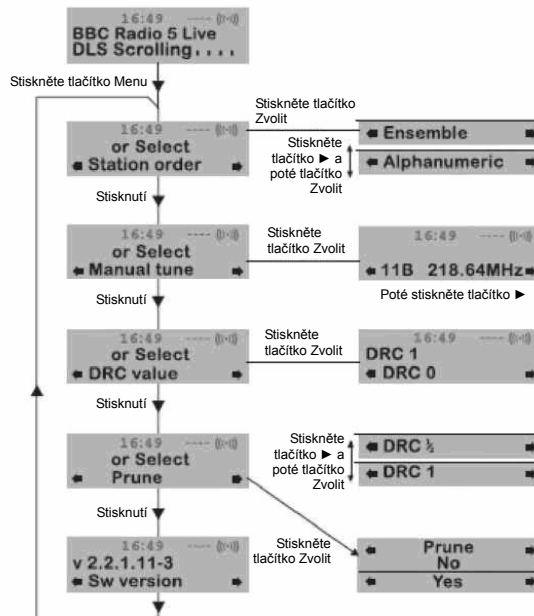 16:49 ----
BBC Radio 5 Live
DLS Scrolling....
Stiskněte tlačítko Menu
16:49 ----
or Select
Station order
Stiskněte tlačítko
Zvolit
Ensemble
Stiskněte
tlačítko ► a
poté tlačítko
Zvolit
Alphanumeric
Stisknutí
16:49 ----
or Select
Manual tune
Stiskněte
tlačítko Zvolit
16:49 ----
11B 218.64MHz
Poté stiskněte tlačítko ►
Stisknutí
16:49 ----
or Select
DRC value
Stiskněte
tlačítko Zvolit
16:49 ----
DRC 1
DRC 0
Stisknutí
16:49 ----
or Select
Prune
Stiskněte
tlačítko ► a
poté tlačítko
Zvolit
DRC ½
DRC 1
Stisknutí
16:49 ----
v 2.2.1.11-3
Sw version
Stiskněte
tlačítko Zvolit
Prune
No
Yes